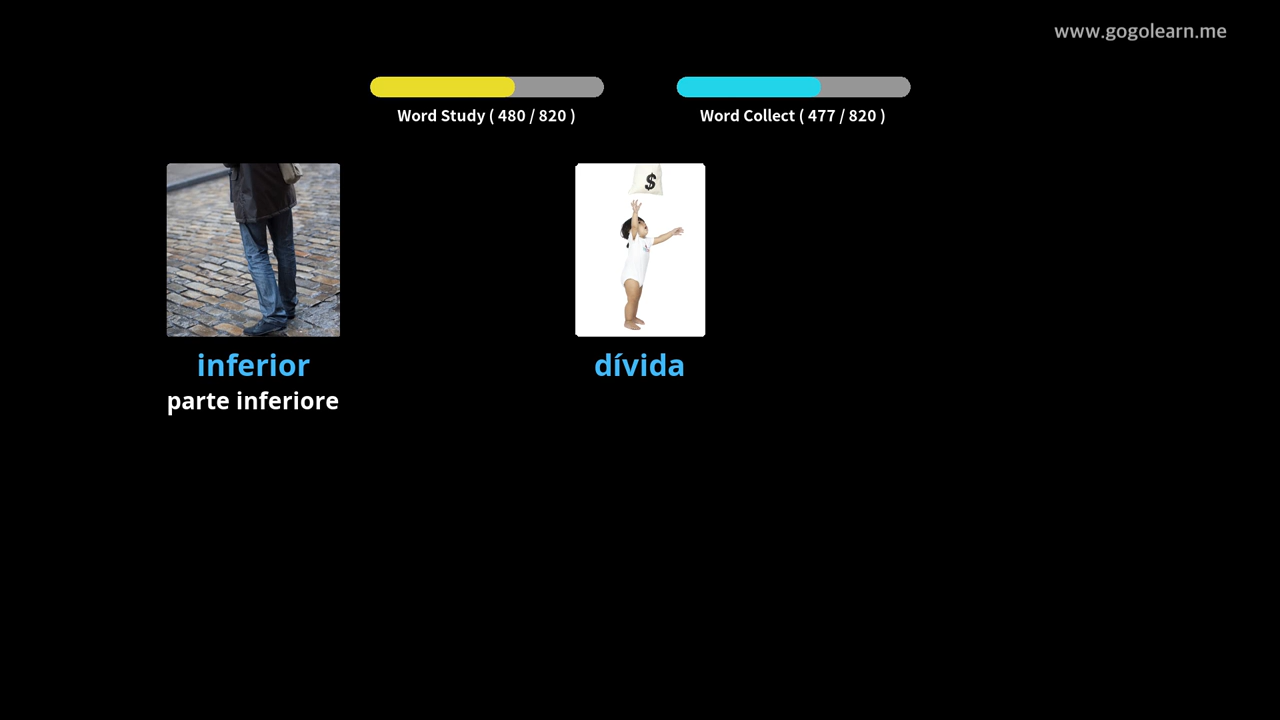 www.gogolearn.me
Word Study ( 480 / 820 )
Word Collect ( 477 / 820 )
$
inferior
parte inferiore
dívida